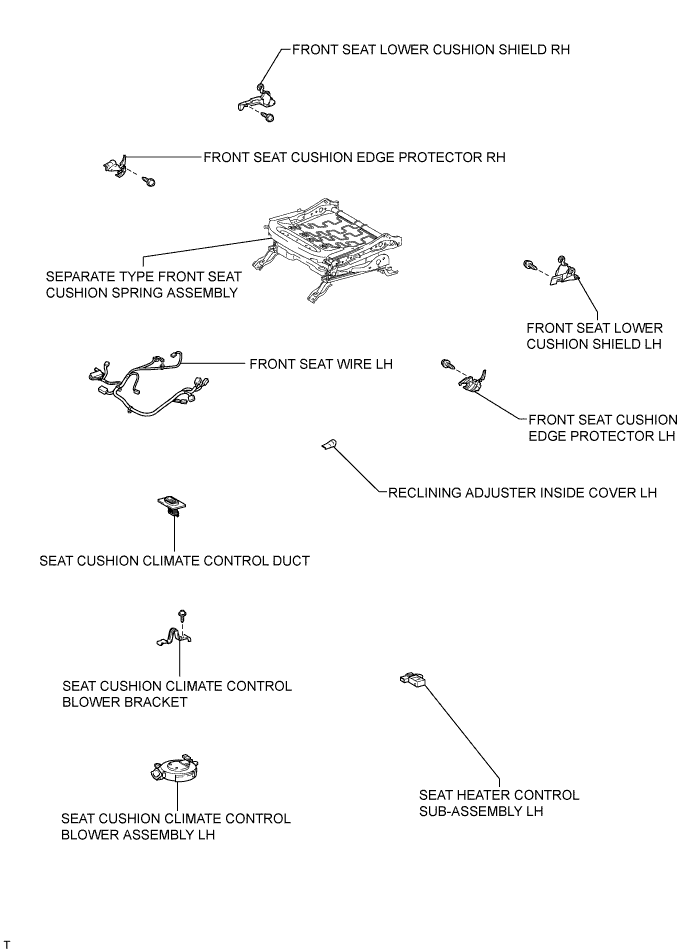 FRONT SEAT LOWER CUSHION SHIELD RH
FRONT SEAT CUSHION EDGE PROTECTOR RH
SEPARATE TYPE FRONT SEAT
CUSHION SPRING ASSEMBLY
FRONT SEAT LOWER
CUSHION SHIELD LH
FRONT SEAT WIRE LH
FRONT SEAT CUSHION
EDGE PROTECTOR LH
RECLINING ADJUSTER INSIDE COVER LH
SEAT CUSHION CLIMATE CONTROL DUCT
SEAT CUSHION CLIMATE CONTROL
BLOWER BRACKET
SEAT HEATER CONTROL
SUB-ASSEMBLY LH
SEAT CUSHION CLIMATE CONTROL
BLOWER ASSEMBLY LH
T